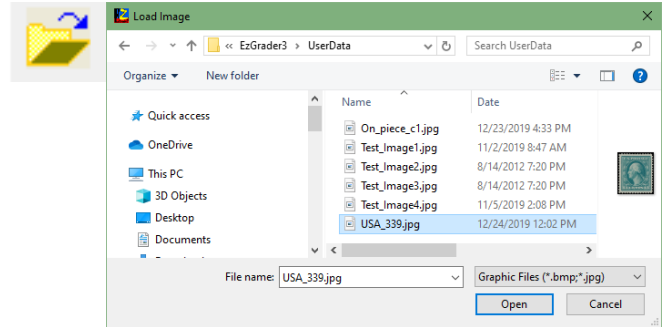 Load Image
« EzGrader3 › UserData
Search UserData
Organize
New folder
Quick access
OneDrive
This PC
3D Objects
Desktop
Documents
Name
Date
On_piece_c1.jpg 12/23/2019 4:33 PM
Test_Image1.jpg 11/2/2019 8:47 AM
Test_Image2.jpg 8/14/2012 7:20 PM
Test_Image3.jpg 8/14/2012 7:20 PM
Test_Image4.jpg 11/5/2019 2:08 PM
USA_339.jpg 12/24/2019 12:02 PM
File name: USA_339.jpg
Graphic Files (*.bmp;*.jpg)
Open
Cancel